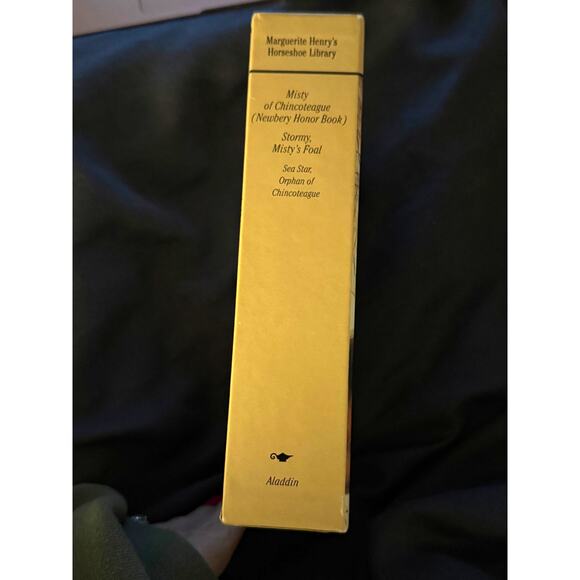 Marguerite Henry's
Horseshoe Library
Misty
of Chincoteague
(Newbery Honor Book)
Stormy,
Misty's Foal
Sea Star,
Orphan of
Chincoteague
Aladdin